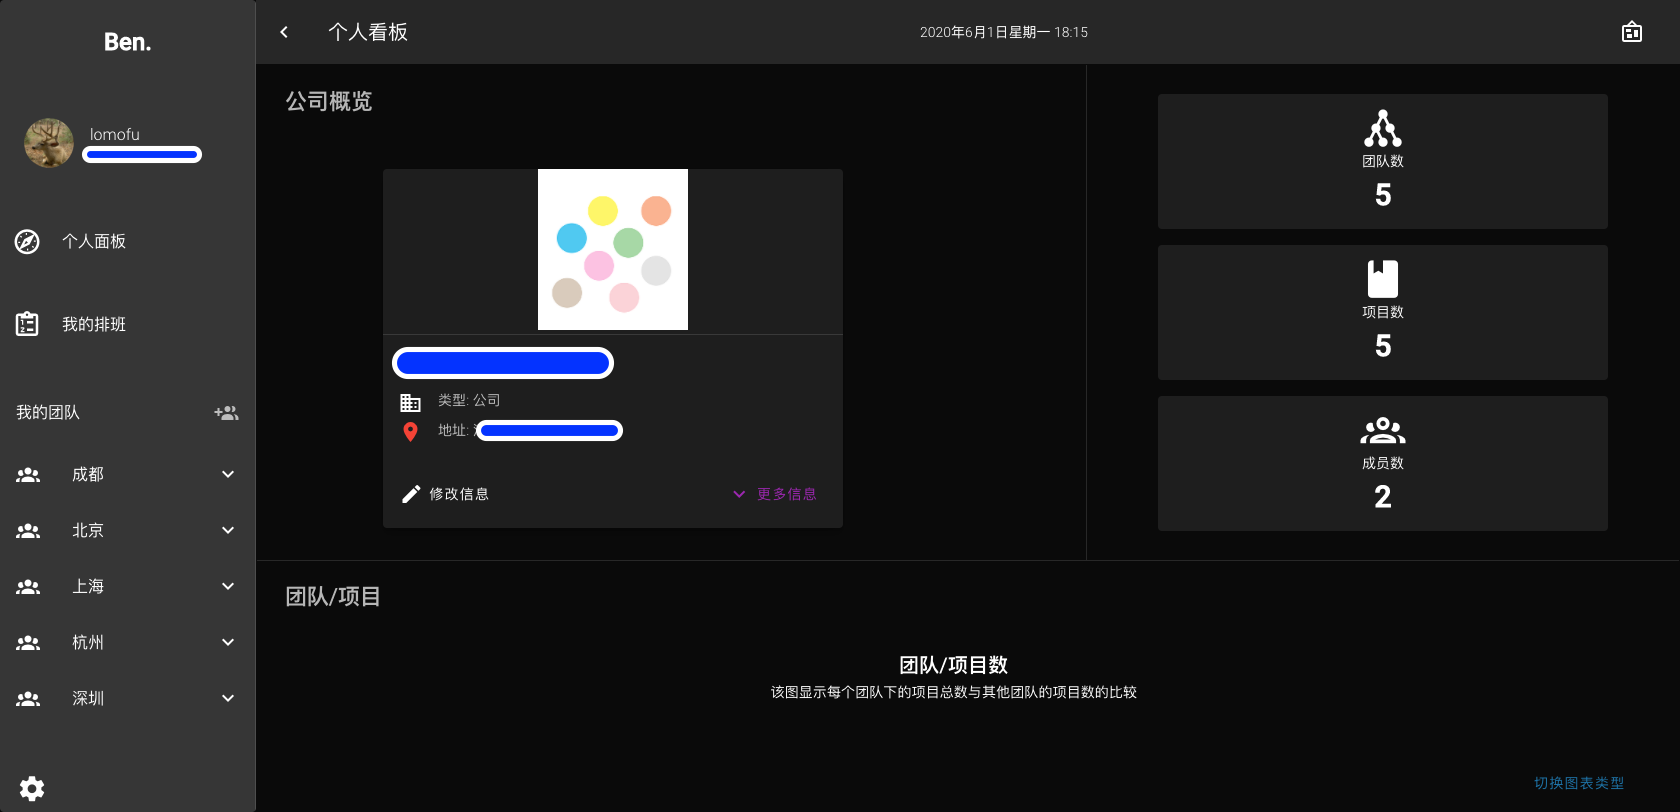 Ben.
lomofu
个人面板
我的排班
我的团队
成都
北京
上海
杭州
深圳
个人看板
2020年6月1日星期一 18:15
公司概览
类型: 公司
地址:
修改信息
更多信息
团队数
5
项目数
5
成员数
2
团队/项目
团队/项目数
该图显示每个团队下的项目总数与其他团队的项目数的比较
切换图表类型